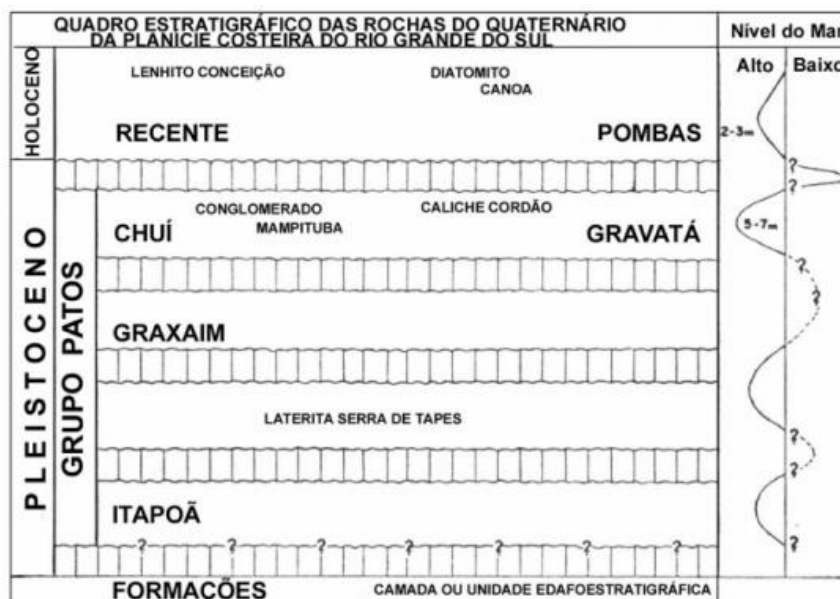 QUADRO ESTRATIGRÁFICO DAS ROCHAS DO QUATERNÁRIO
DA PLANICIE COSTEIRA DO RIO GRANDE DO SUL
Nível do Mar
Alto
Baixo
HOLOCENO
LENHITO CONCEIÇÃO
DIATOMITO
CANOA
RECENTE
POMBAS
2-3m
?
?
PLEISTOCENO
GRUPO PATOS
CONGLOMERADO
MAMPITUBA
CALICHE CORDÃO
CHUÍ
GRAVATÁ
5-7m
?
?
GRAXAIM
LATERITA SERRA DE TAPES
?
?
ITAPOÃ
? ? ? ? ? ? ?
?
FORMAÇÕES
CAMADA OU UNIDADE EDAFOESTRATIGRÁFICA